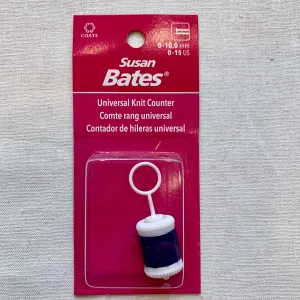 COATS
0-10.0 mm
0-15 US
Susan
Bates®
Universal Knit Counter
Comte rang universal
Contador de hileras universal